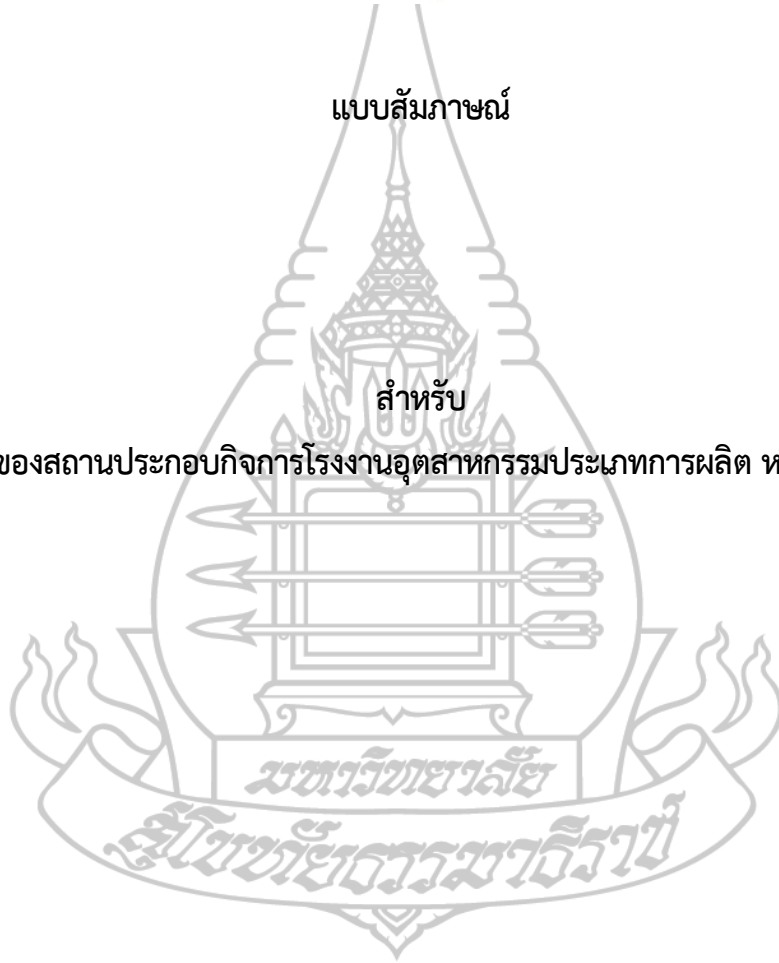 แบบสัมภาษณ์
สำหรับ
ของสถานประกอบกิจการโรงงานอุตสาหกรรมประเภทการผลิต ห
มหาวิทยาลัย
สุโขทัยธรรมาธิราช